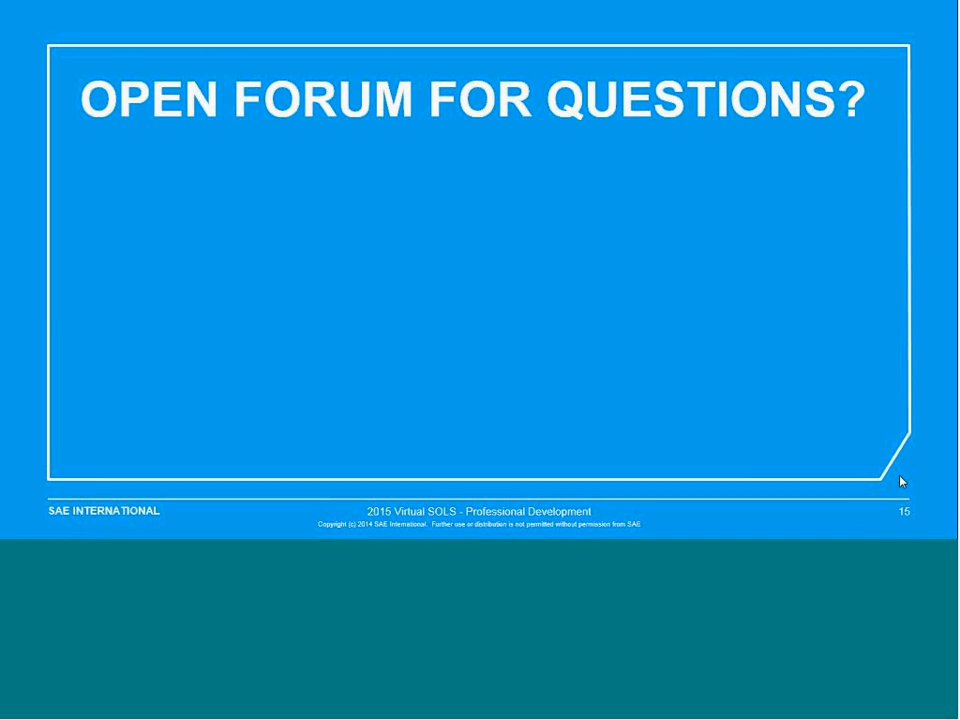 OPEN FORUM FOR QUESTIONS?
SAE INTERNATIONAL
2015 Virtual SOLS - Professional Development
15
Copyright (c) 2014 SAE International. Further use or distribution is not permitted without permission from SAE